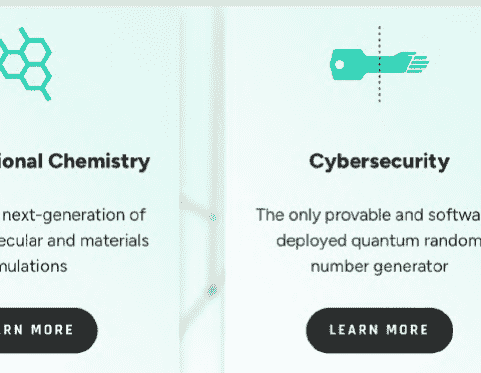 ional Chemistry
next-generation of
ecular and materials
mulations
RN MORE
Cybersecurity
The only provable and softwa
deployed quantum random
number generator
LEARN MORE